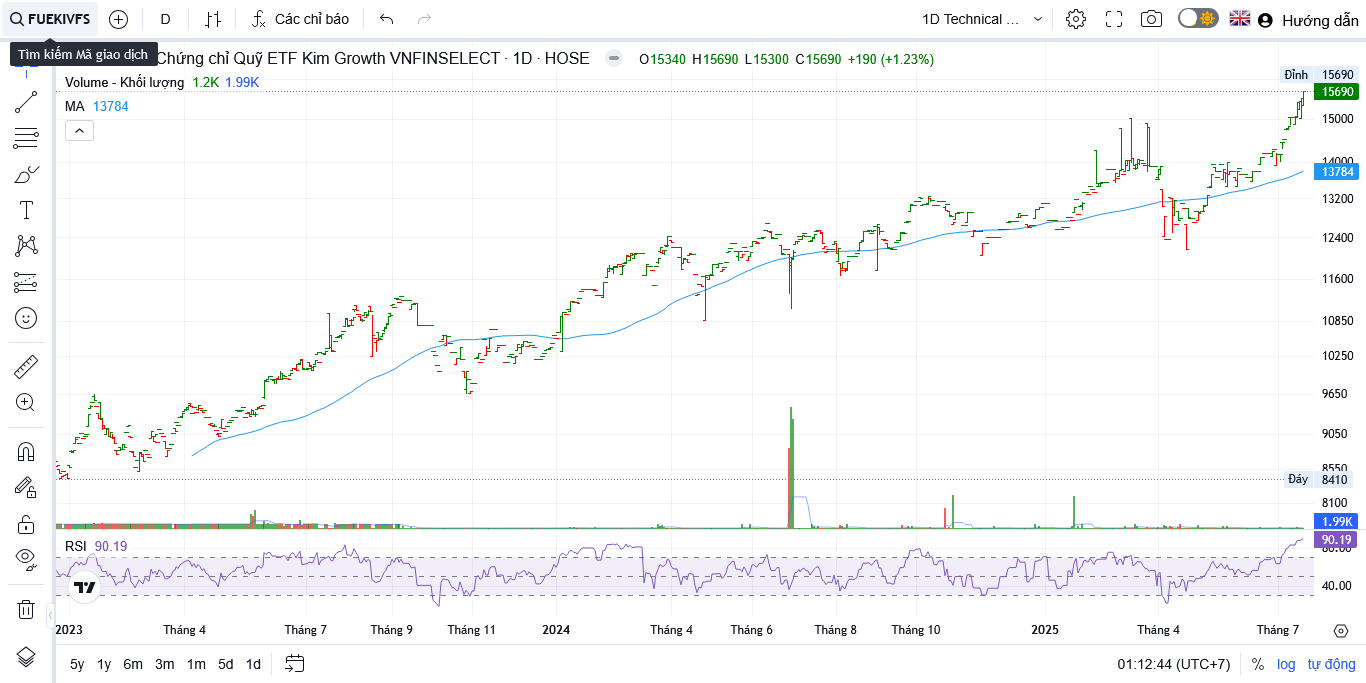 FUEKIVFS D Các chỉ báo 1D Technical ... Hướng dẫn
Tìm kiếm Mã giao dịch
Chứng chỉ Quỹ ETF Kim Growth VNFINSELECT · 1D · HOSE O15340 H15690 L15300 C15690 +190 (+1.23%)
Volume - Khối lượng 1.2K 1.99K
MA 13784
Đỉnh 15690
15690
15000
14000
13784
13200
12400
11600
10850
10250
9650
9050
8550
Đáy 8410
8100
1.99K
RSI 90.19
90.19
80.00
40.00
2023 Tháng 4 Tháng 7 Tháng 9 Tháng 11 2024 Tháng 4 Tháng 6 Tháng 8 Tháng 10 2025 Tháng 4 Tháng 7
5y 1y 6m 3m 1m 5d 1d 01:12:44 (UTC+7) % log tự động